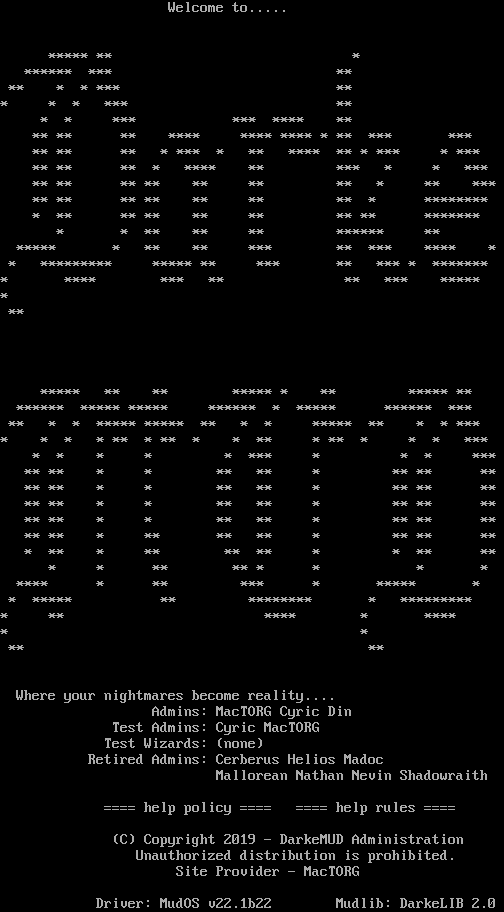 Welcome to.....
Darke
MUD
Where your nightmares become reality....
Admins: MacTORG Cyric Din
Test Admins: Cyric MacTORG
Test Wizards: (none)
Retired Admins: Cerberus Helios Madoc
Mallorean Nathan Nevin Shadowraith
==== help policy ==== ==== help rules ====
(C) Copyright 2019 - DarkeMUD Administration
Unauthorized distribution is prohibited.
Site Provider - MacTORG
Driver: MudOS v22.1b22 Mudlib: DarkeLIB 2.0